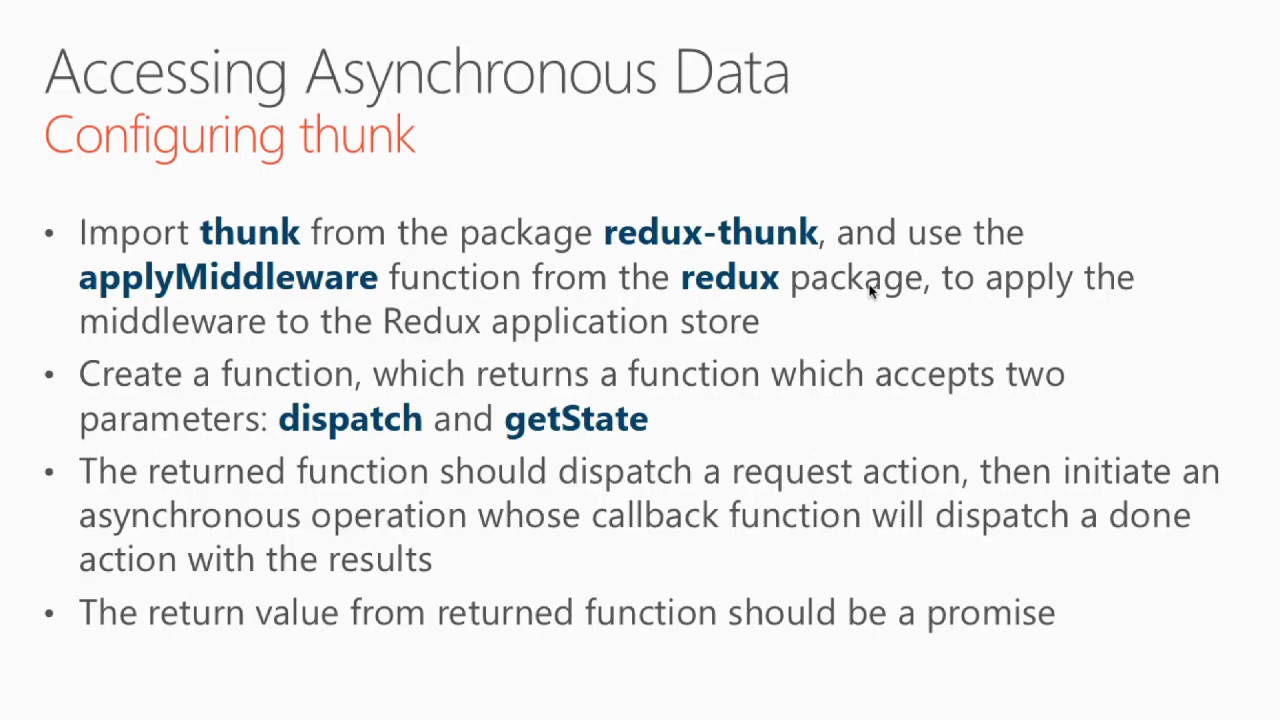 Accessing Asynchronous Data
Configuring thunk
• Import thunk from the package redux-thunk, and use the
applyMiddleware function from the redux package, to apply the
middleware to the Redux application store
• Create a function, which returns a function which accepts two
parameters: dispatch and getState
• The returned function should dispatch a request action, then initiate an
asynchronous operation whose callback function will dispatch a done
action with the results
• The return value from returned function should be a promise